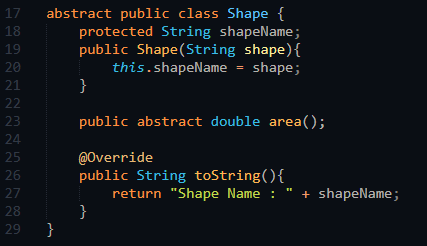 17 abstract public class Shape {
18     protected String shapeName;
19     public Shape(String shape){
20         this.shapeName = shape;
21     }
22
23     public abstract double area();
24
25     @Override
26     public String toString(){
27         return "Shape Name : " + shapeName;
28     }
29 }